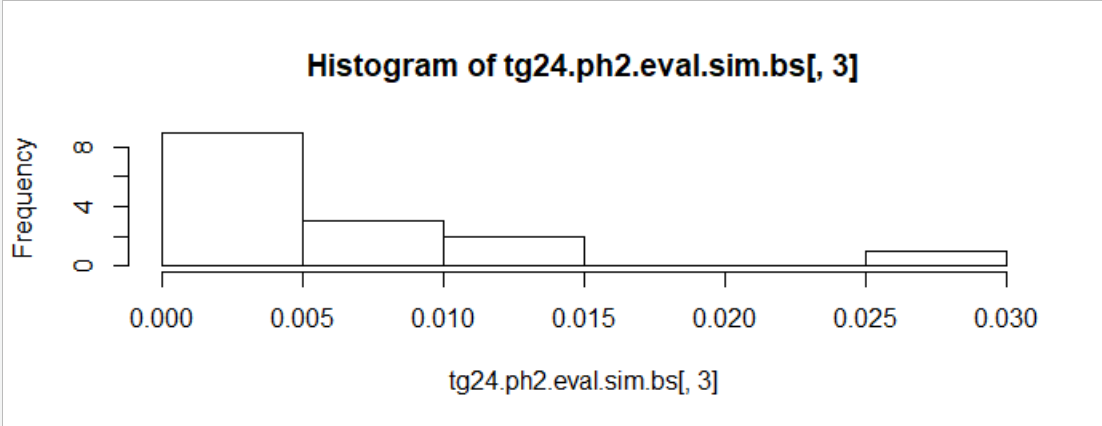 Histogram of tg24.ph2.eval.sim.bs[, 3]
Frequency
8
4
0
0.000 0.005 0.010 0.015 0.020 0.025 0.030
tg24.ph2.eval.sim.bs[, 3]